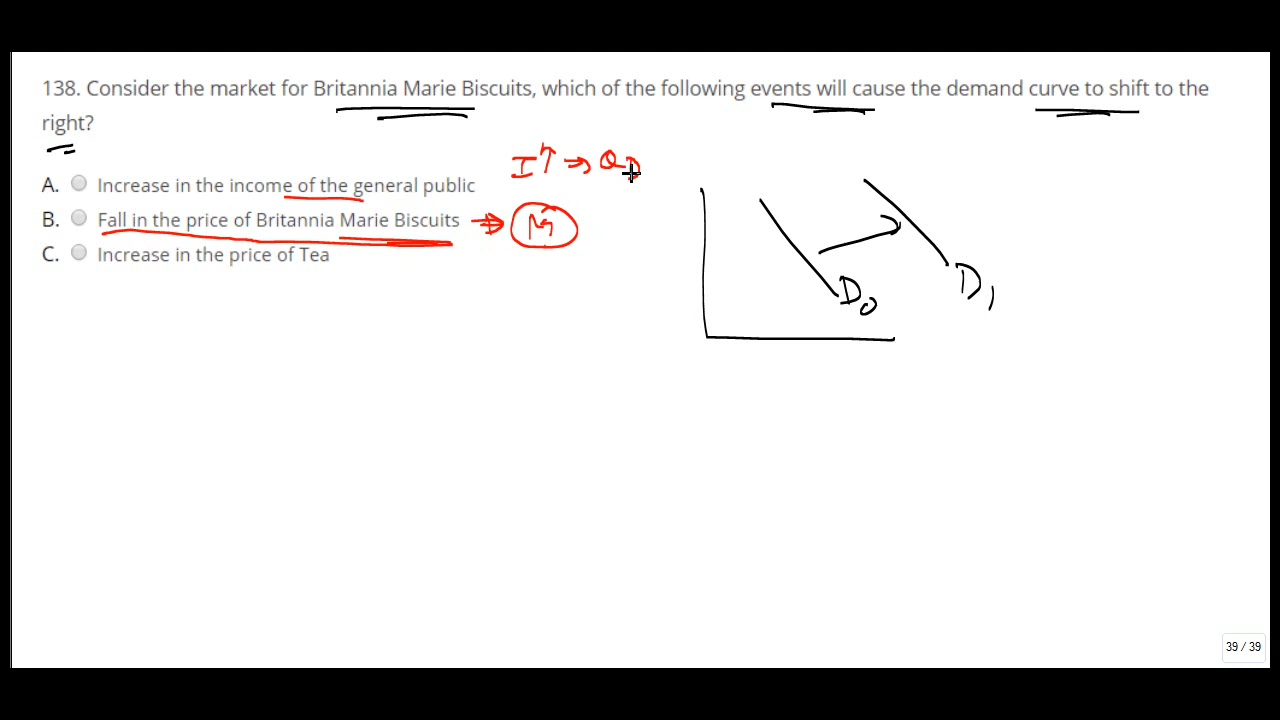 138. Consider the market for Britannia Marie Biscuits, which of the following events will cause the demand curve to shift to the
right?
A. Increase in the income of the general public
I↑ → QD
B. Fall in the price of Britannia Marie Biscuits
C. Increase in the price of Tea
D0
D1
39 / 39